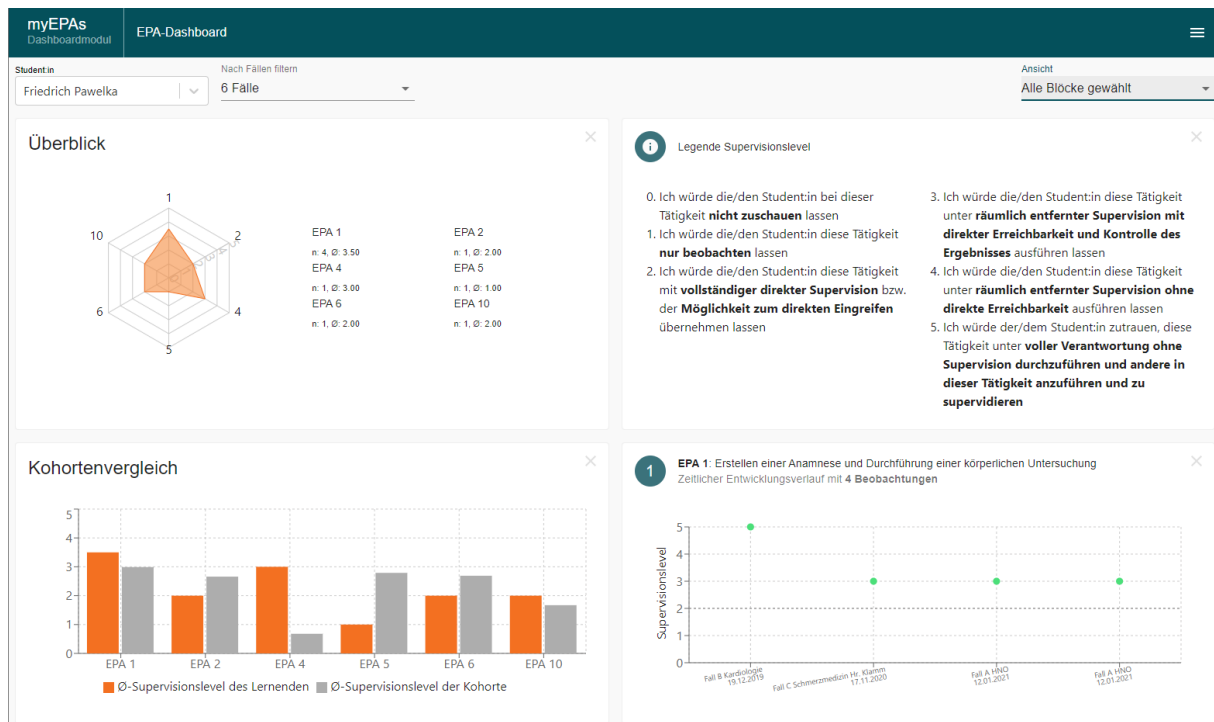 myEPAs
Dashboardmodul
EPA-Dashboard
Student:in
Friedrich Pawelka
Nach Fällen filtern
6 Fälle
Ansicht
Alle Blöcke gewählt
Überblick
1
2
4
5
6
10
EPA 1
n: 4, Ø: 3.50
EPA 2
n: 1, Ø: 2.00
EPA 4
n: 1, Ø: 3.00
EPA 5
n: 1, Ø: 1.00
EPA 6
n: 1, Ø: 2.00
EPA 10
n: 1, Ø: 2.00
Legende Supervisionslevel
0. Ich würde die/den Student:in bei dieser
Tätigkeit nicht zuschauen lassen
1. Ich würde die/den Student:in diese Tätigkeit
nur beobachten lassen
2. Ich würde die/den Student:in diese Tätigkeit
mit vollständiger direkter Supervision bzw.
der Möglichkeit zum direkten Eingreifen
übernehmen lassen
3. Ich würde die/den Student:in diese Tätigkeit
unter räumlich entfernter Supervision mit
direkter Erreichbarkeit und Kontrolle des
Ergebnisses ausführen lassen
4. Ich würde die/den Student:in diese Tätigkeit
unter räumlich entfernter Supervision ohne
direkte Erreichbarkeit ausführen lassen
5. Ich würde der/dem Student:in zutrauen, diese
Tätigkeit unter voller Verantwortung ohne
Supervision durchzuführen und andere in
dieser Tätigkeit anzuführen und zu
supervidieren
Kohortenvergleich
5
4
3
2
1
0
EPA 1
EPA 2
EPA 4
EPA 5
EPA 6
EPA 10
Ø-Supervisionslevel des Lernenden
Ø-Supervisionslevel der Kohorte
1
EPA 1: Erstellen einer Anamnese und Durchführung einer körperlichen Untersuchung
Zeitlicher Entwicklungsverlauf mit 4 Beobachtungen
Supervisionslevel
5
4
3
2
1
0
Fall B Kardiologie
19.12.2019
Fall C Schmerzmedizin Hr. Klamm
17.11.2020
Fall A HNO
12.01.2021
Fall A HNO
12.01.2021